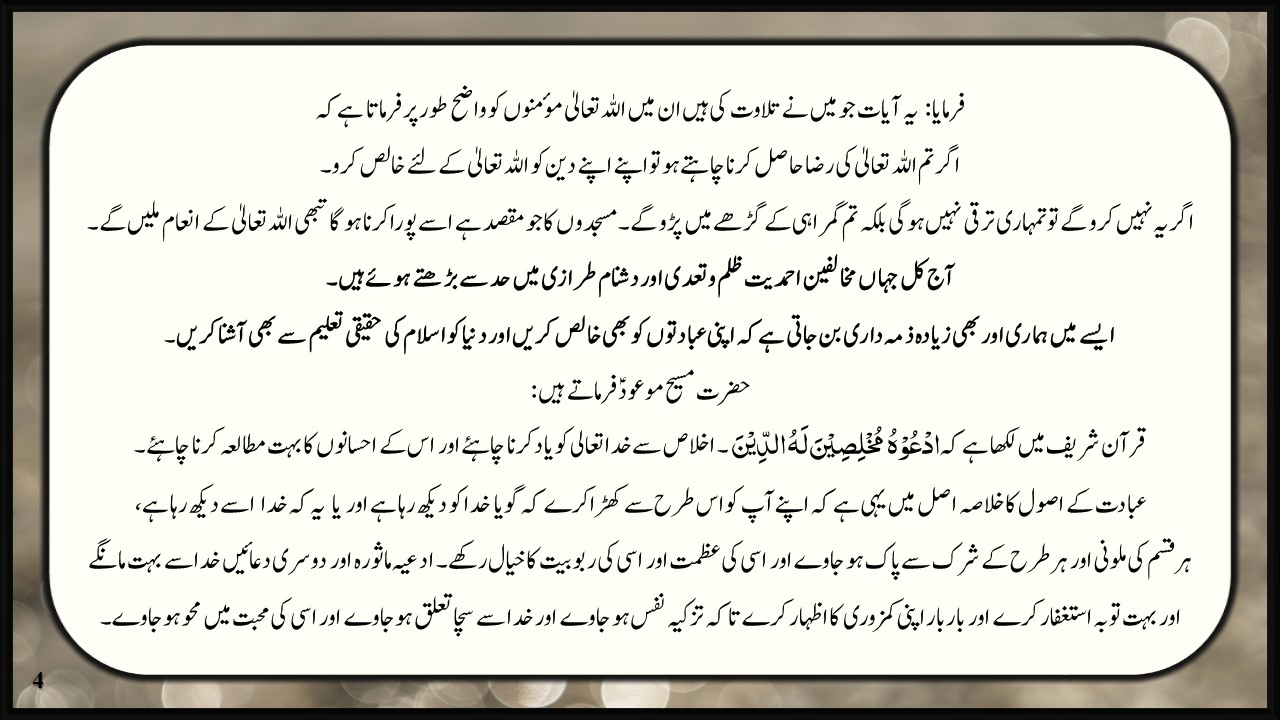 فرمایا: یہ آیات جو میں نے تلاوت کی ہیں ان میں اللہ تعالیٰ مؤمنوں کو واضح طور پر فرماتا ہے کہ
اگر تم اللہ تعالیٰ کی رضا حاصل کرنا چاہتے ہو تو اپنے اپنے دین کو اللہ تعالیٰ کے لئے خالص کرو۔
اگر یہ نہیں کرو گے تو تمہاری ترقی نہیں ہو گی بلکہ تم گمراہی کے گڑھے میں پڑو گے۔ مسجدوں کا جو مقصد ہے اسے پورا کرنا ہو گا تبھی اللہ تعالیٰ کے انعام ملیں گے۔
آج کل جہاں مخالفین احمدیت ظلم و تعدی اور دشنام طرازی میں حد سے بڑھتے ہوئے ہیں۔
ایسے میں ہماری اور بھی زیادہ ذمہ داری بن جاتی ہے کہ اپنی عبادتوں کو بھی خالص کریں اور دنیا کو اسلام کی حقیقی تعلیم سے بھی آشنا کریں۔
حضرت مسیح موعودؑ فرماتے ہیں:
قرآن شریف میں لکھا ہے کہ ادْعُوْهُ مُخْلِصِیْنَ لَهُ الدِّیْنَ ۔ اخلاص سے خدا تعالی کو یاد کرنا چاہئے اور اس کے احسانوں کا بہت مطالعہ کرنا چاہئے۔
عبادت کے اصول کا خلاصہ اصل میں یہی ہے کہ اپنے آپ کو اس طرح سے کھڑا کرے کہ گویا خدا کو دیکھ رہا ہے اور یا یہ کہ خدا اسے دیکھ رہا ہے،
ہر قسم کی ملونی اور ہر طرح کے شرک سے پاک ہو جاوے اور اسی کی عظمت اور اسی کی ربوبیت کا خیال رکھے۔ ادعیہ ماثورہ اور دوسری دعائیں خدا سے بہت مانگے
اور بہت توبہ استغفار کرے اور بار بار اپنی کمزوری کا اظہار کرے تا کہ تزکیہ نفس ہو جاوے اور خدا سے سچا تعلق ہو جاوے اور اسی کی محبت میں محو ہو جاوے۔
4